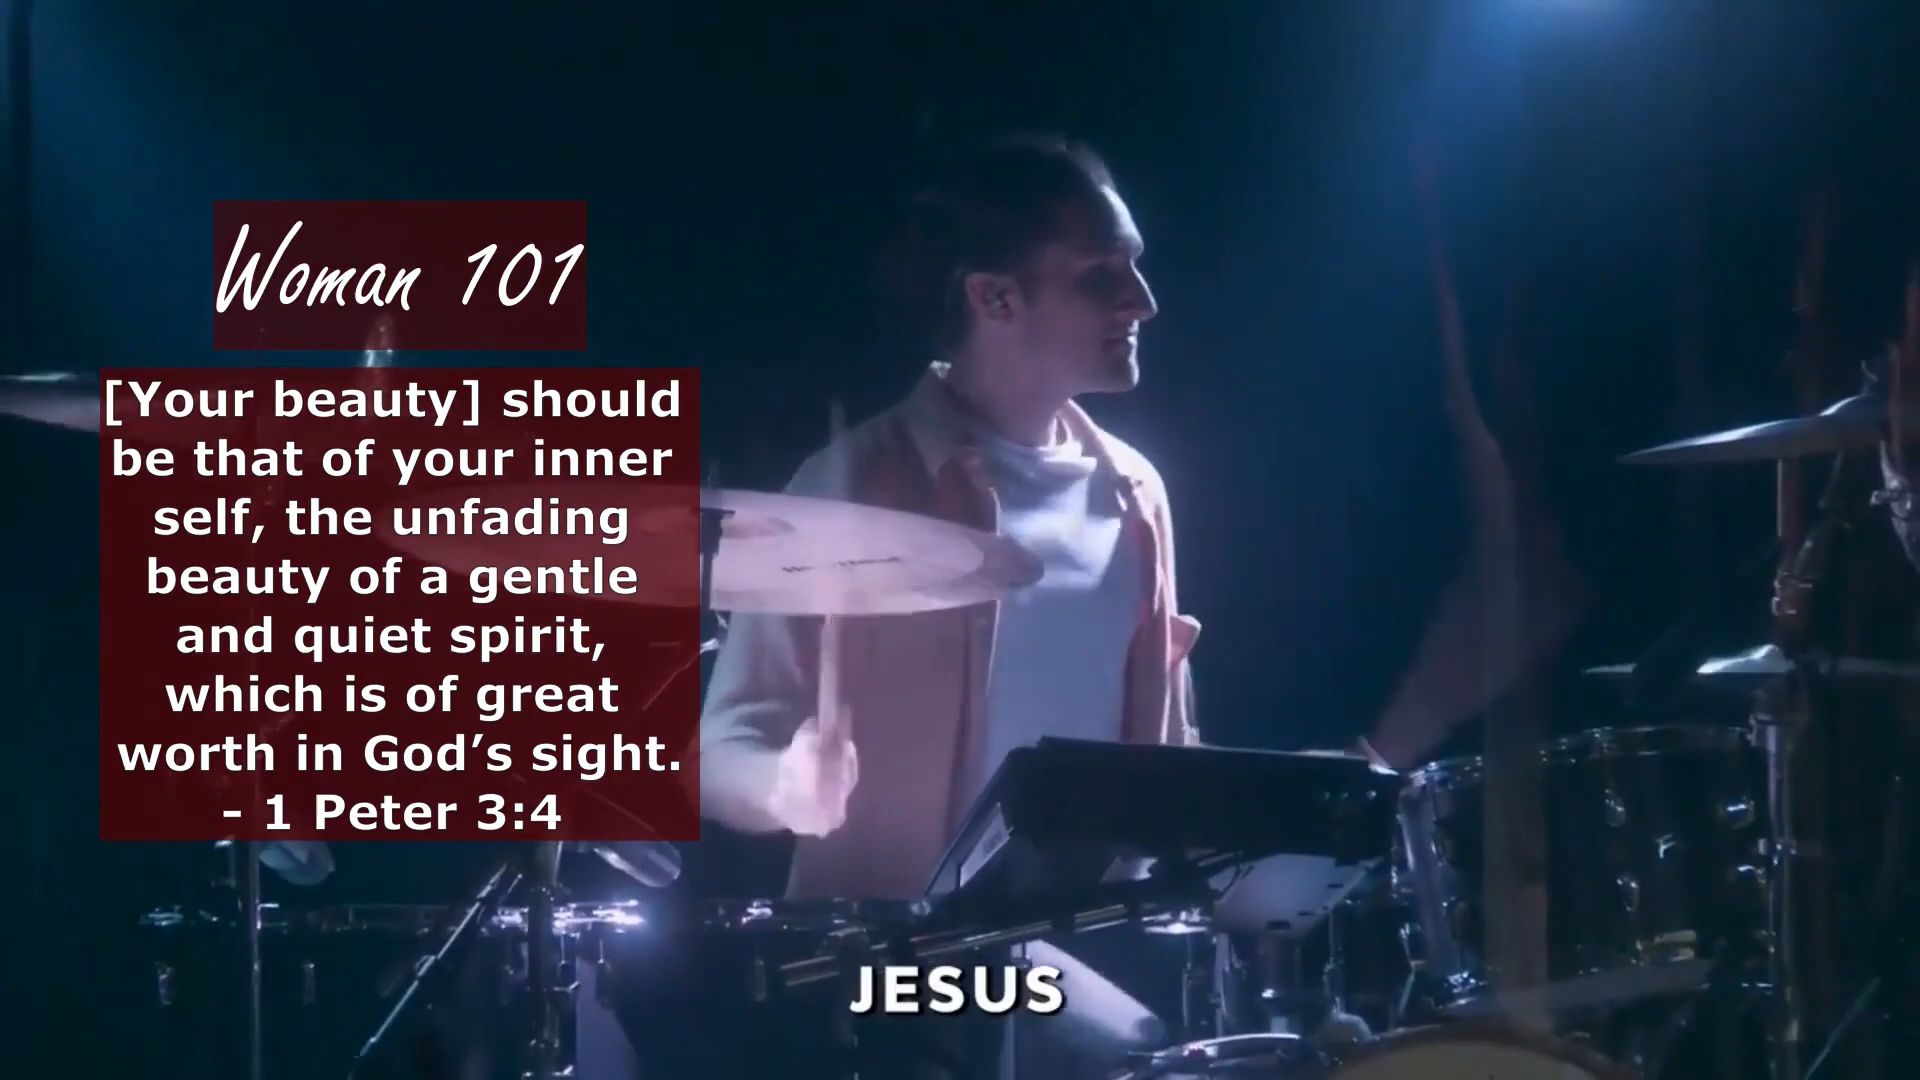 Woman 101
[Your beauty] should
be that of your inner
self, the unfading
beauty of a gentle
and quiet spirit,
which is of great
worth in God’s sight.
- 1 Peter 3:4
JESUS